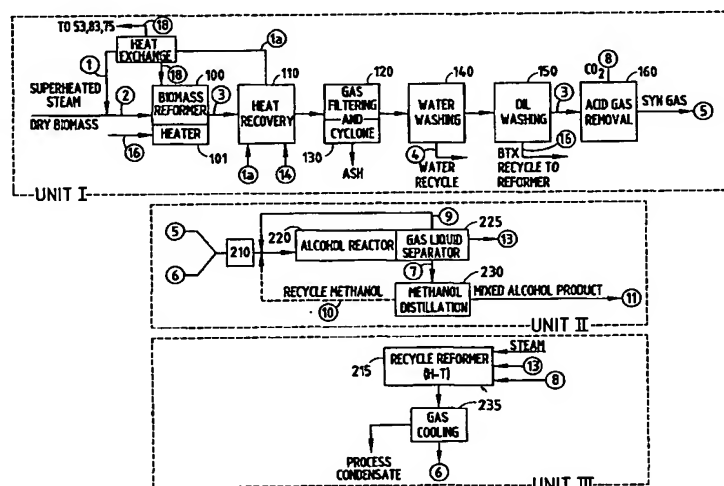 TO 53,83,75
18
HEAT EXCHANGE
1a
1
18
SUPERHEATED STEAM
2
DRY BIOMASS
16
100
BIOMASS REFORMER
HEATER
101
3
110
HEAT RECOVERY
1a
14
120
GAS FILTERING AND CYCLONE
130
ASH
140
WATER WASHING
4
WATER RECYCLE
150
OIL WASHING
3
BTX
16
RECYCLE TO REFORMER
CO2
8
160
ACID GAS REMOVAL
SYN GAS
5
UNIT I
5
6
210
220
ALCOHOL REACTOR
9
225
GAS LIQUID SEPARATOR
13
7
230
RECYCLE METHANOL
10
METHANOL DISTILLATION
MIXED ALCOHOL PRODUCT
11
UNIT II
215
RECYCLE REFORMER (H-T)
STEAM
13
8
235
GAS COOLING
PROCESS CONDENSATE
6
UNIT III